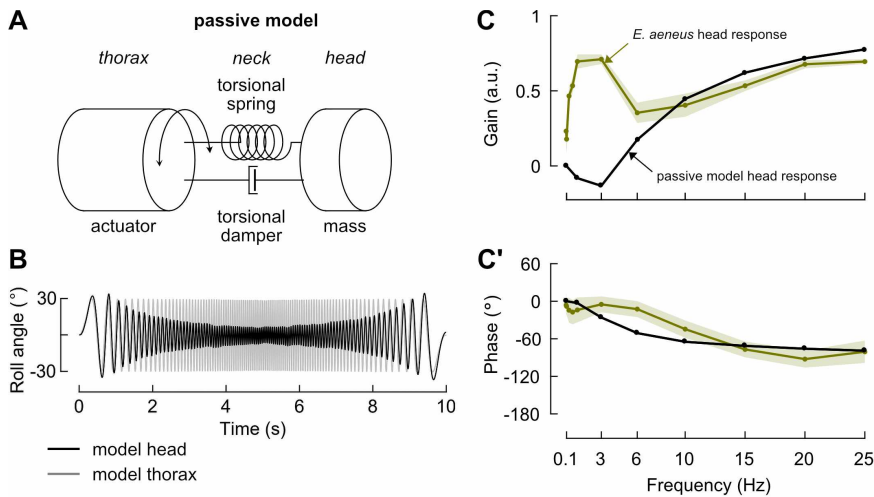 A
passive model
thorax
neck
head
torsional
spring
actuator
torsional
damper
mass
B
Roll angle (°)
30
-30
0
2
4
6
8
10
Time (s)
model head
model thorax
C
Gain (a.u.)
1
0.5
0
E. aeneus head response
passive model head response
C'
Phase (°)
60
0
-60
-120
-180
0.1
3
6
10
15
20
25
Frequency (Hz)